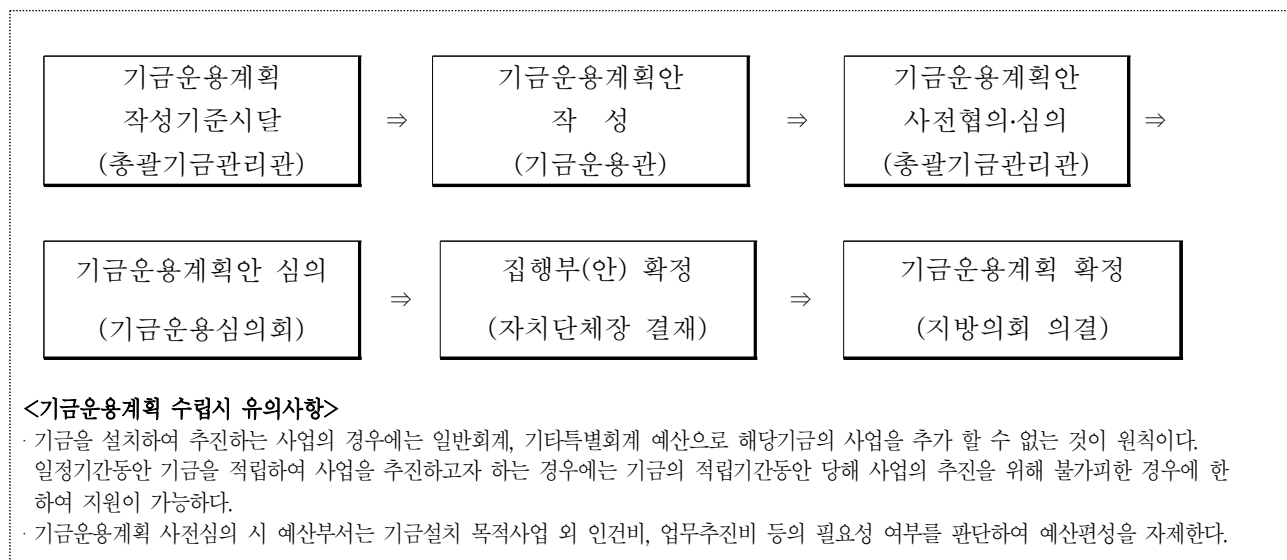 기금운용계획
작성기준시달
(총괄기금관리관)
⇒
기금운용계획안
작 성
(기금운용관)
⇒
기금운용계획안
사전협의·심의
(총괄기금관리관)
⇒
기금운용계획안 심의
(기금운용심의회)
⇒
집행부(안) 확정
(자치단체장 결재)
⇒
기금운용계획 확정
(지방의회 의결)
<기금운용계획 수립시 유의사항>
· 기금을 설치하여 추진하는 사업의 경우에는 일반회계, 기타특별회계 예산으로 해당기금의 사업을 추가 할 수 없는 것이 원칙이다.
일정기간동안 기금을 적립하여 사업을 추진하고자 하는 경우에는 기금의 적립기간동안 당해 사업의 추진을 위해 불가피한 경우에 한
하여 지원이 가능하다.
· 기금운용계획 사전심의 시 예산부서는 기금설치 목적사업 외 인건비, 업무추진비 등의 필요성 여부를 판단하여 예산편성을 자제한다.